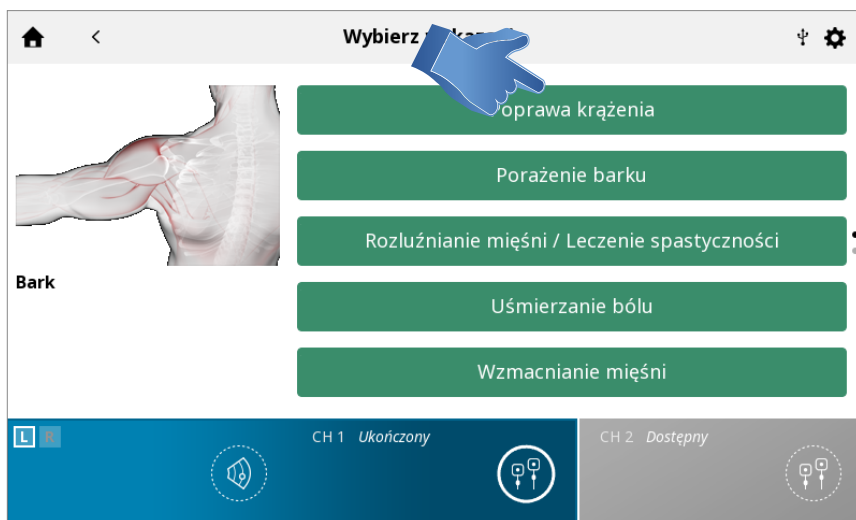 Wybierz
oprawa krążenia
Porażenie barku
Rozluźnianie mięśni / Leczenie spastyczności
Bark
Uśmierzanie bólu
Wzmacnianie mięśni
L R
CH 1 Ukończony
CH 2 Dostępny